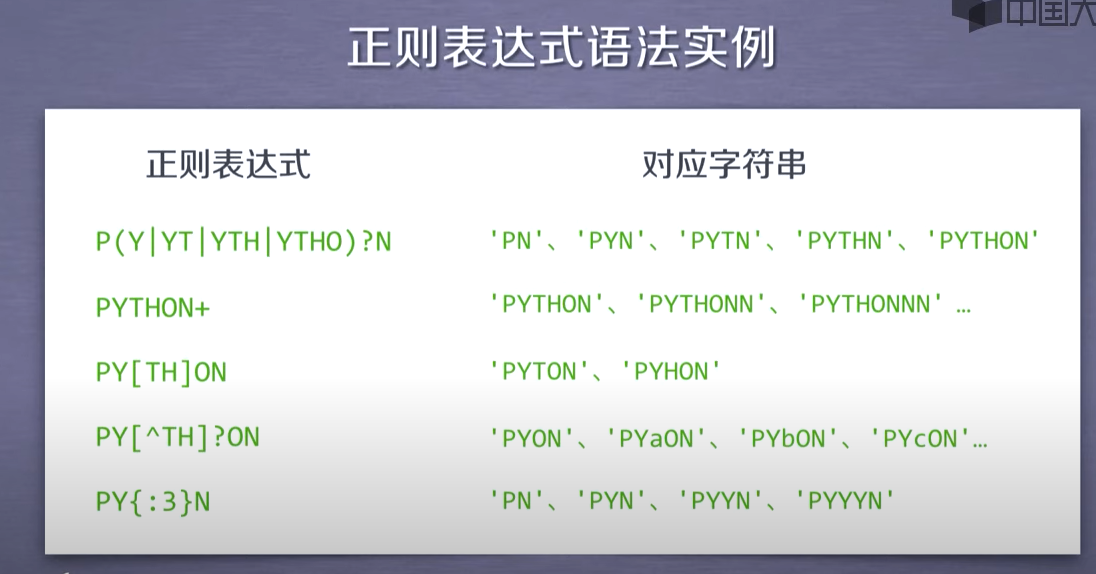 中国大
正则表达式语法实例
正则表达式 对应字符串
P(Y|YT|YTH|YTHO)?N 'PN'、'PYN'、'PYTN'、'PYTHN'、'PYTHON'
PYTHON+ 'PYTHON'、'PYTHONN'、'PYTHONNN' …
PY[TH]ON 'PYTON'、'PYHON'
PY[^TH]?ON 'PYON'、'PYaON'、'PYbON'、'PYcON'…
PY{:3}N 'PN'、'PYN'、'PYYN'、'PYYYN'